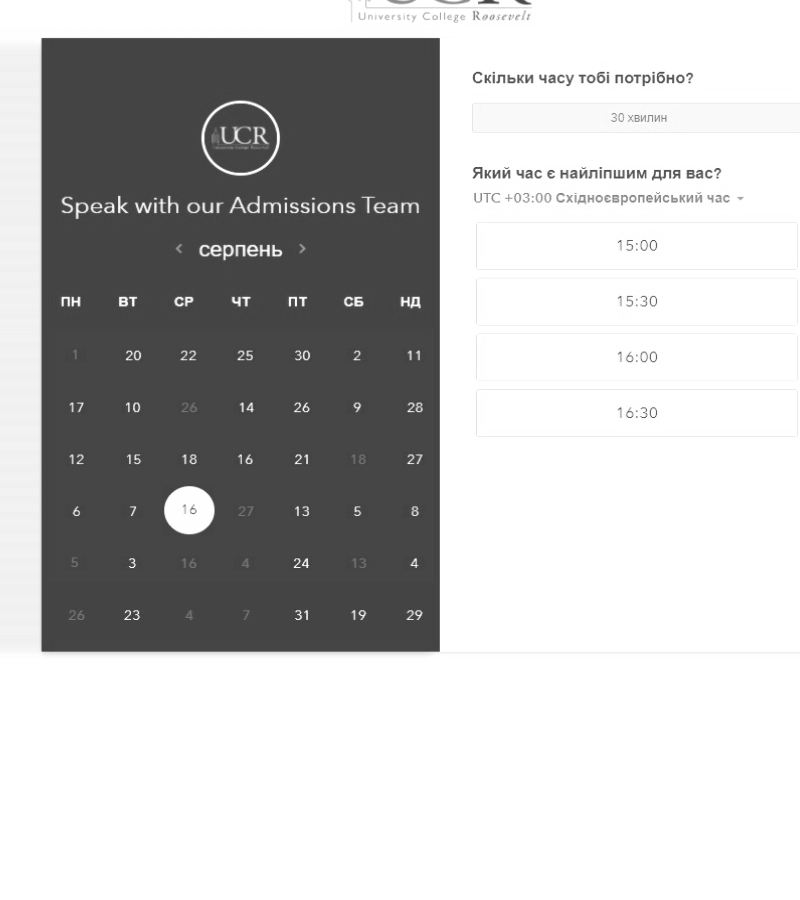 UCR
University College Roosevelt
UCR
Speak with our Admissions Team
серпень
ПН ВТ СР ЧТ ПТ СБ НД
1 20 22 25 30 2 11
17 10 26 14 26 9 28
12 15 18 16 21 18 27
6 7 16 27 13 5 8
5 3 16 4 24 13 4
26 23 4 7 31 19 29
Скільки часу тобі потрібно?
30 хвилин
Який час є найліпшим для вас?
UTC +03:00 Східноєвропейський час
15:00
15:30
16:00
16:30